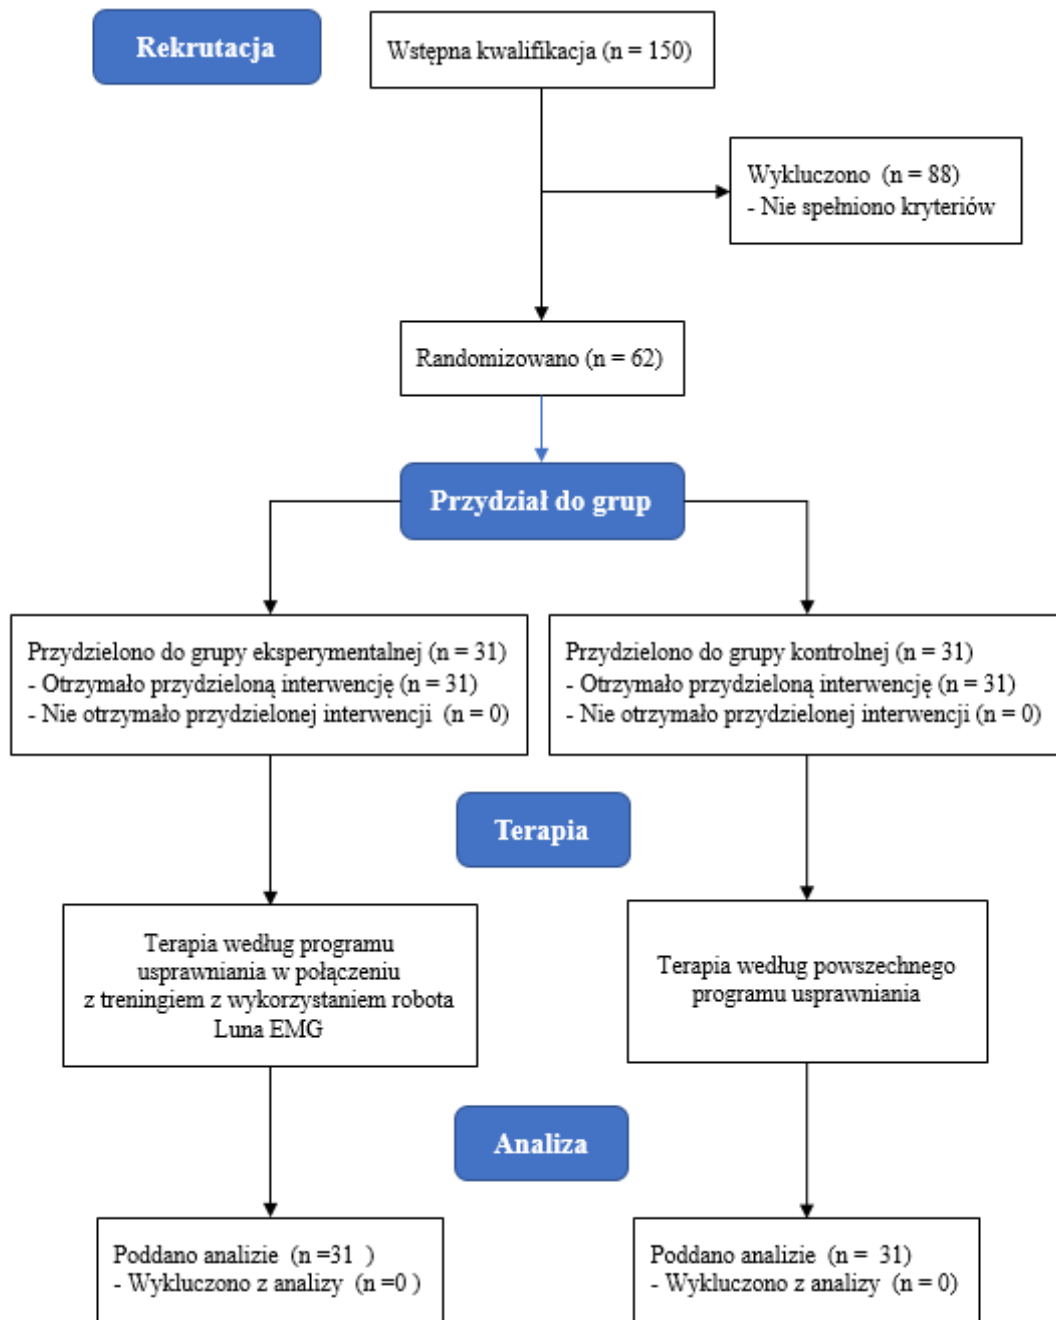 Rekrutacja
Wstępna kwalifikacja (n = 150)
Wykluczono (n = 88)
- Nie spełniono kryteriów
Randomizowano (n = 62)
Przydział do grup
Przydzielono do grupy eksperymentalnej (n = 31)
- Otrzymało przydzieloną interwencję (n = 31)
- Nie otrzymało przydzielonej interwencji (n = 0)
Przydzielono do grupy kontrolnej (n = 31)
- Otrzymało przydzieloną interwencję (n = 31)
- Nie otrzymało przydzielonej interwencji (n = 0)
Terapia
Terapia według programu
usprawniania w połączeniu
z treningiem z wykorzystaniem robota
Luna EMG
Terapia według powszechnego
programu usprawniania
Analiza
Poddano analizie (n =31 )
- Wykluczono z analizy (n =0 )
Poddano analizie (n = 31)
- Wykluczono z analizy (n = 0)